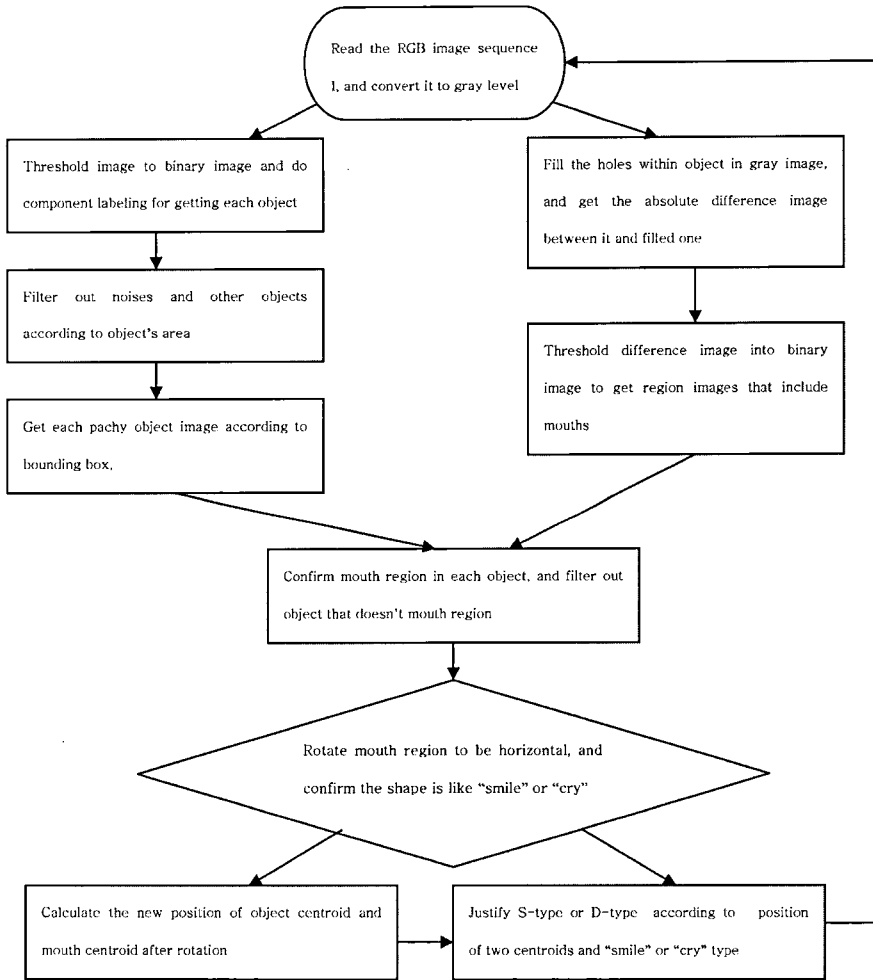 Read the RGB image sequence
I, and convert it to gray level
Threshold image to binary image and do
component labeling for getting each object
Fill the holes within object in gray image,
and get the absolute difference image
between it and filled one
Filter out noises and other objects
according to object's area
Threshold difference image into binary
image to get region images that include
mouths
Get each pachy object image according to
bounding box,
Confirm mouth region in each object, and filter out
object that doesn't mouth region
Rotate mouth region to be horizontal, and
confirm the shape is like “smile” or “cry”
Calculate the new position of object centroid and
mouth centroid after rotation
Justify S-type or D-type according to position
of two centroids and “smile” or “cry” type